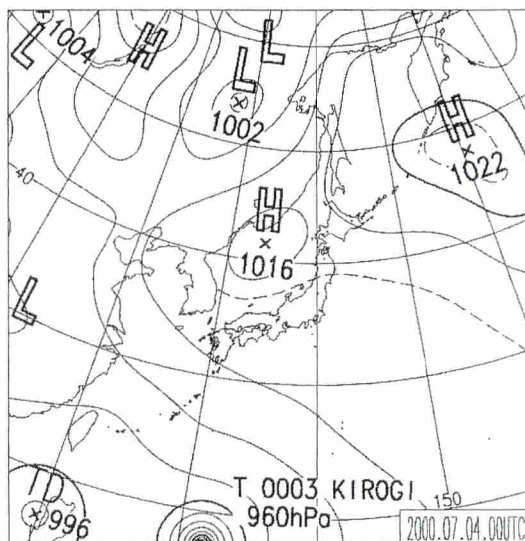 L
1004
H
L
L
1002
H
1022
40
H
1016
L
TD
996
T 0003 KIROGI
960hPa
150
2000.07.04.00UTC